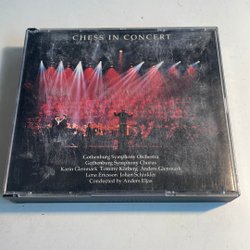 CHESS IN CONCERT
Gothenburg Symphony Orchestra
Gothenburg Symphony Chorus
Karin Glenmark Tommy Körberg Anders Glenmark
Lena Ericsson Johan Schinkler
Conducted by Anders Eljas